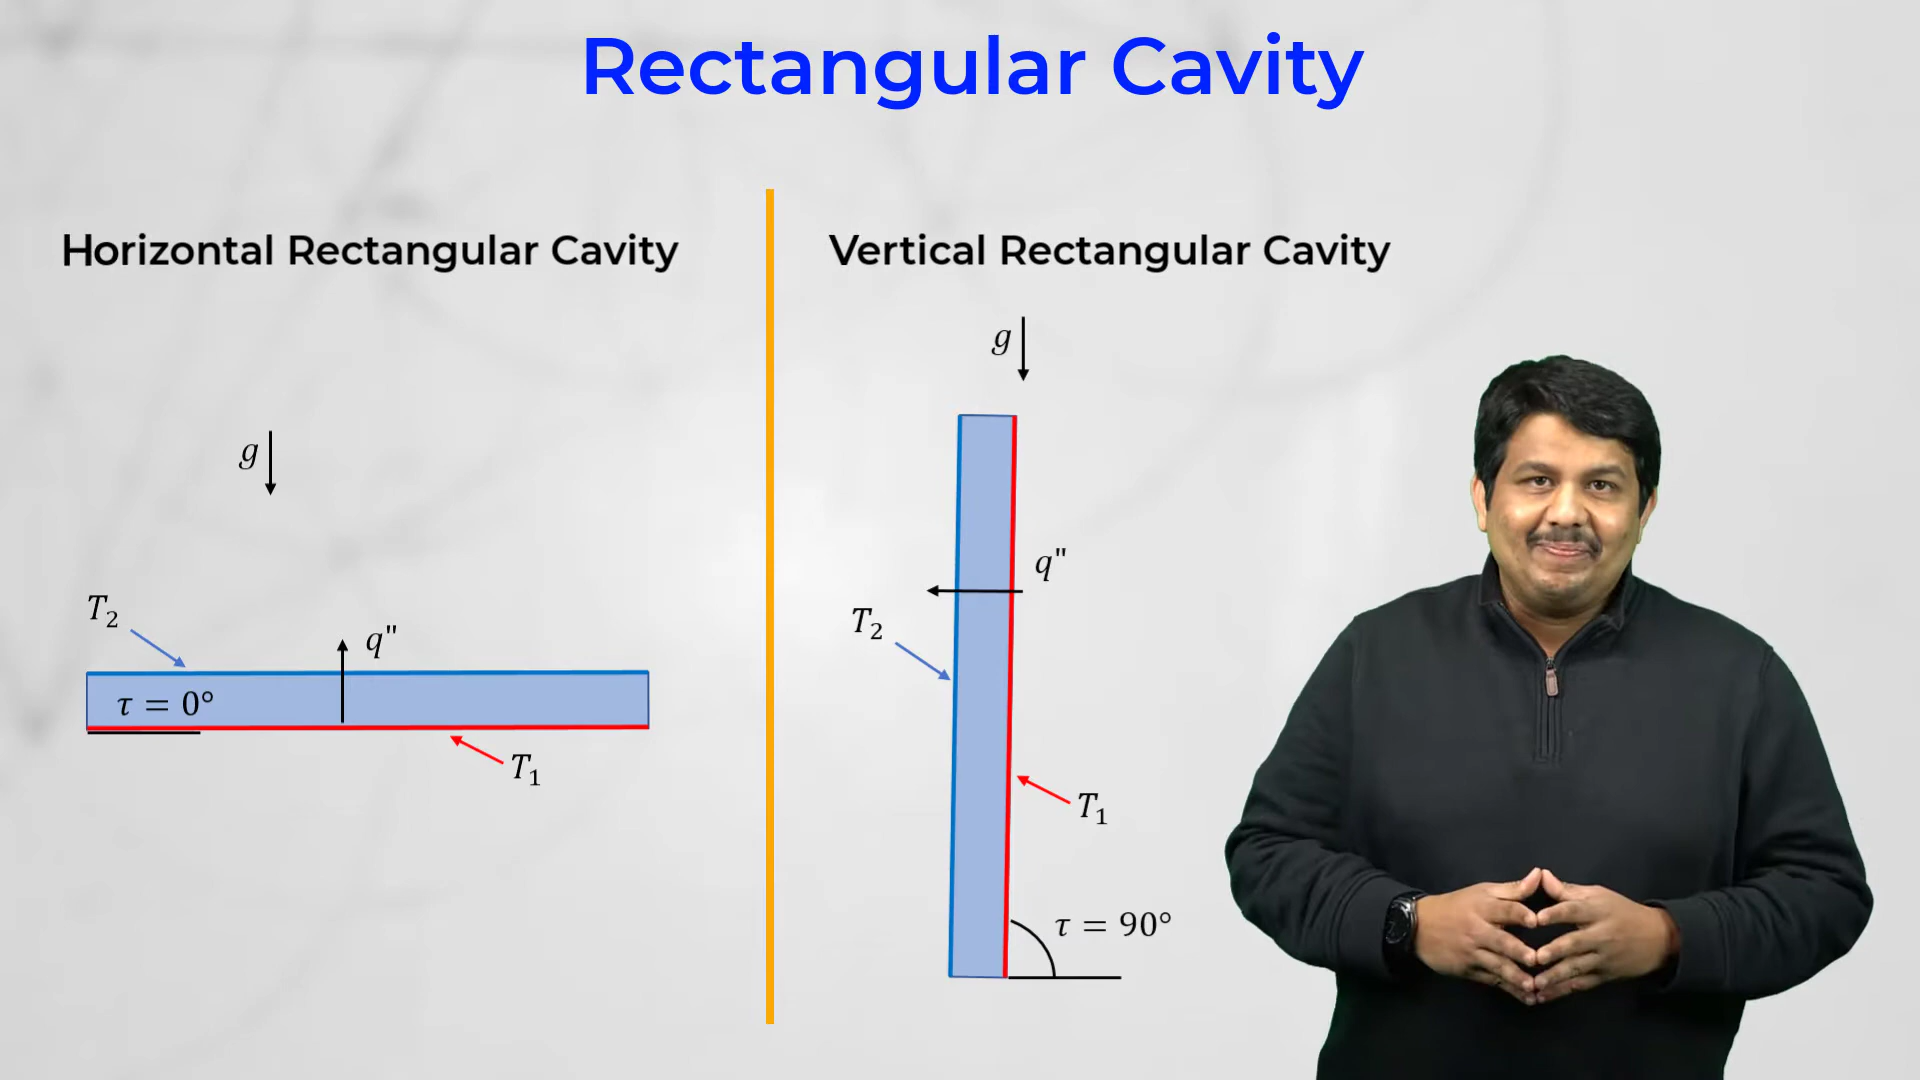 Rectangular Cavity
Horizontal Rectangular Cavity
g
T₂
q"
τ = 0°
T₁
Vertical Rectangular Cavity
g
q"
T₂
T₁
τ = 90°